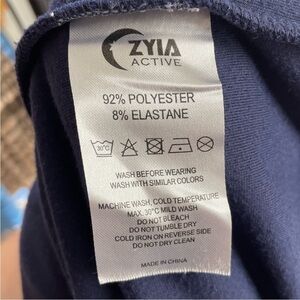 ZYIA
ACTIVE
92% POLYESTER
8% ELASTANE
30°C
WASH BEFORE WEARING
WASH WITH SIMILAR COLORS
MACHINE WASH, COLD TEMPERATURE
MAX. 30°C MILD WASH
DO NOT BLEACH
DO NOT TUMBLE DRY
COLD IRON ON REVERSE SIDE
DO NOT DRY CLEAN
MADE IN CHINA